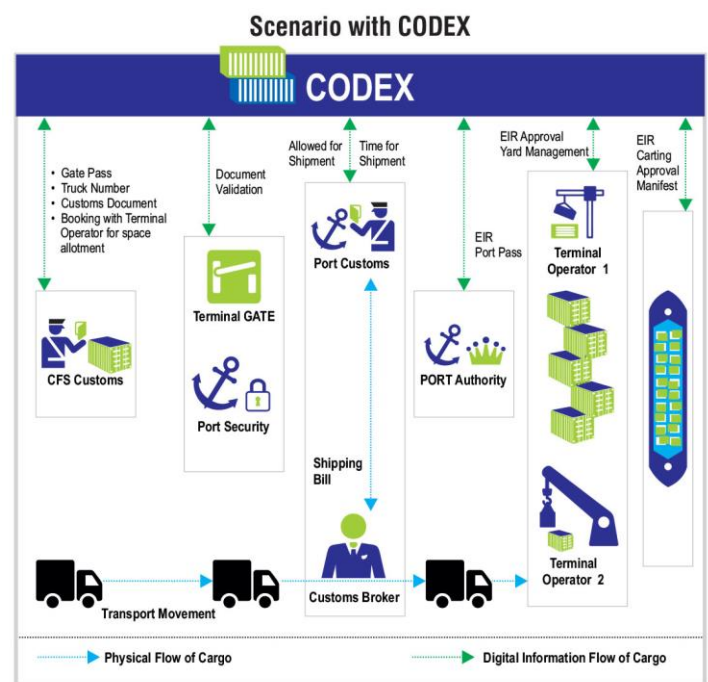 Scenario with CODEX
CODEX
• Gate Pass
• Truck Number
• Customs Document
• Booking with Terminal
Operator for space
allotment
Document
Validation
Allowed for
Shipment
Time for
Shipment
EIR
Port Pass
EIR Approval
Yard Management
EIR
Carting
Approval
Manifest
CFS Customs
Terminal GATE
Port Security
Port Customs
Shipping
Bill
Customs Broker
PORT Authority
Terminal
Operator 1
Terminal
Operator 2
Transport Movement
Physical Flow of Cargo
Digital Information Flow of Cargo